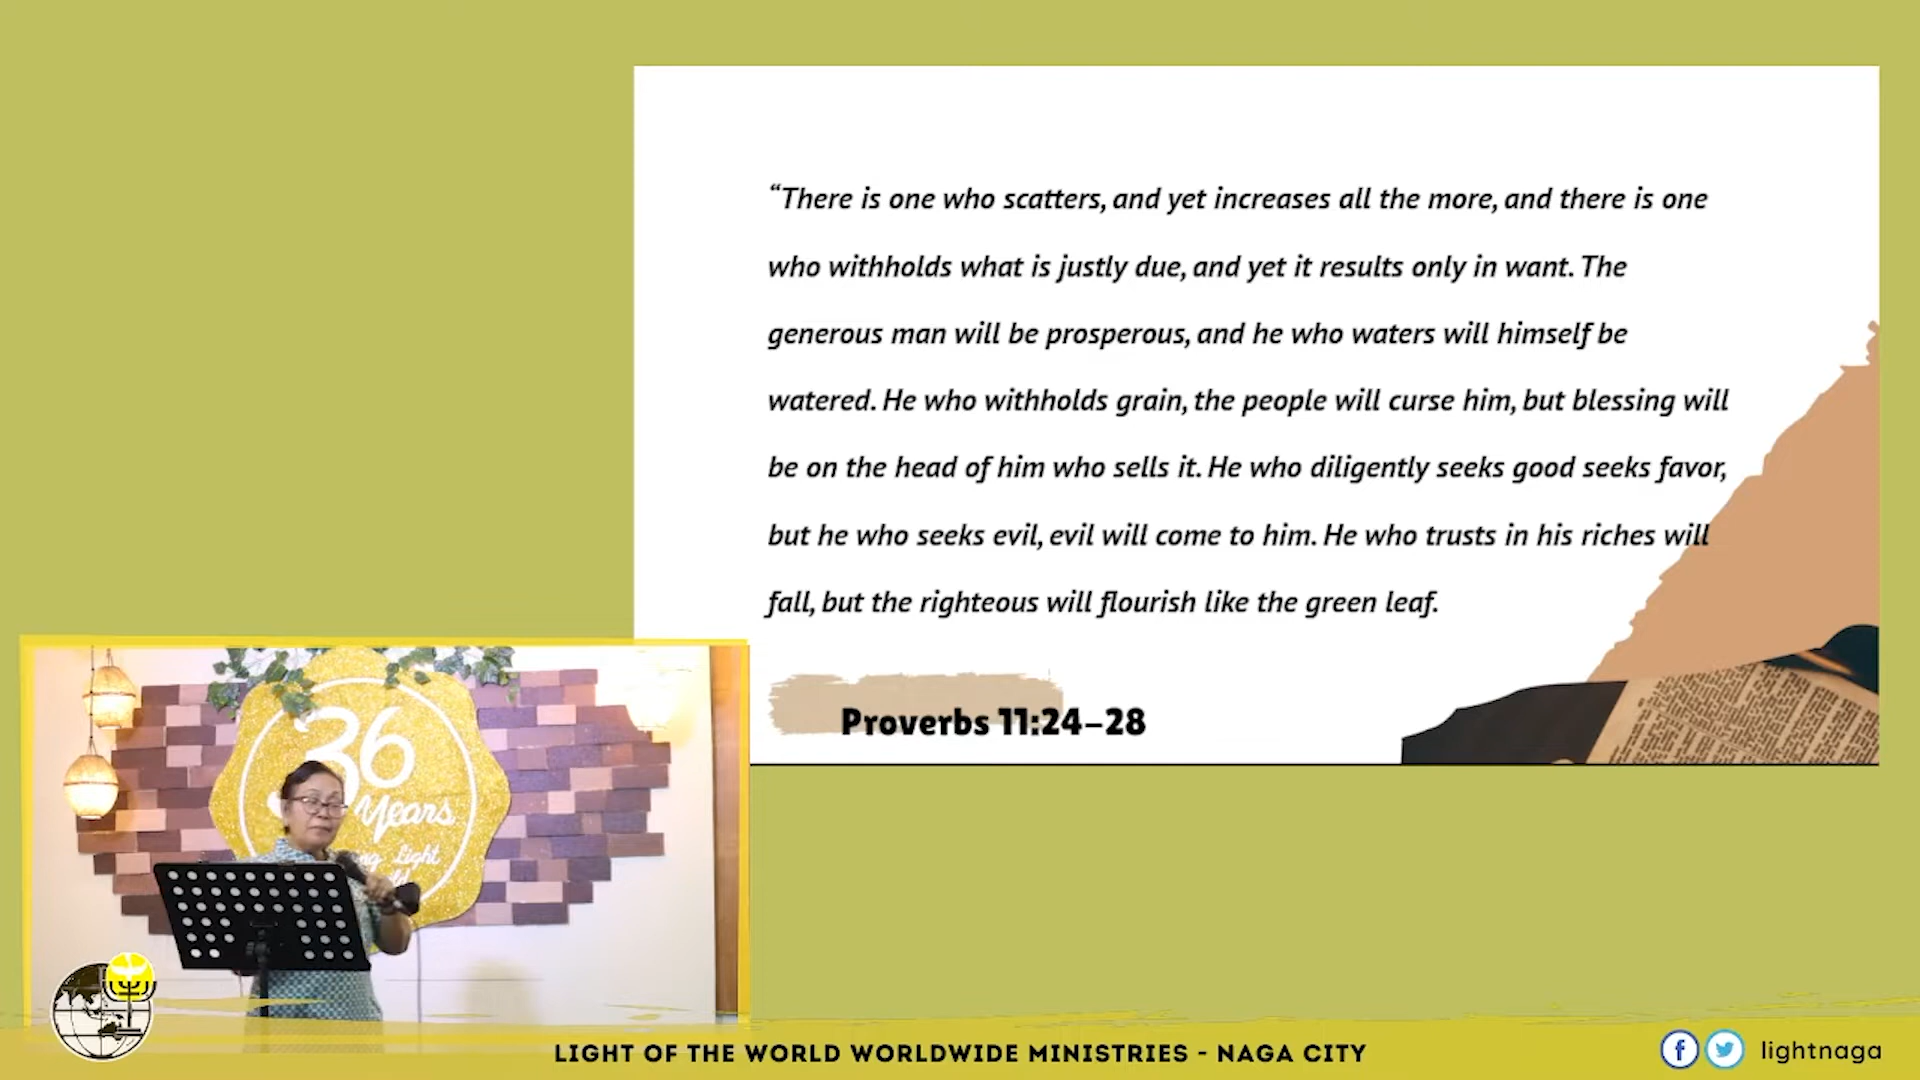 “There is one who scatters, and yet increases all the more, and there is one
who withholds what is justly due, and yet it results only in want. The
generous man will be prosperous, and he who waters will himself be
watered. He who withholds grain, the people will curse him, but blessing will
be on the head of him who sells it. He who diligently seeks good seeks favor,
but he who seeks evil, evil will come to him. He who trusts in his riches will
fall, but the righteous will flourish like the green leaf.
Proverbs 11:24–28
36
Years
Light
LIGHT OF THE WORLD WORLDWIDE MINISTRIES - NAGA CITY
lightnaga